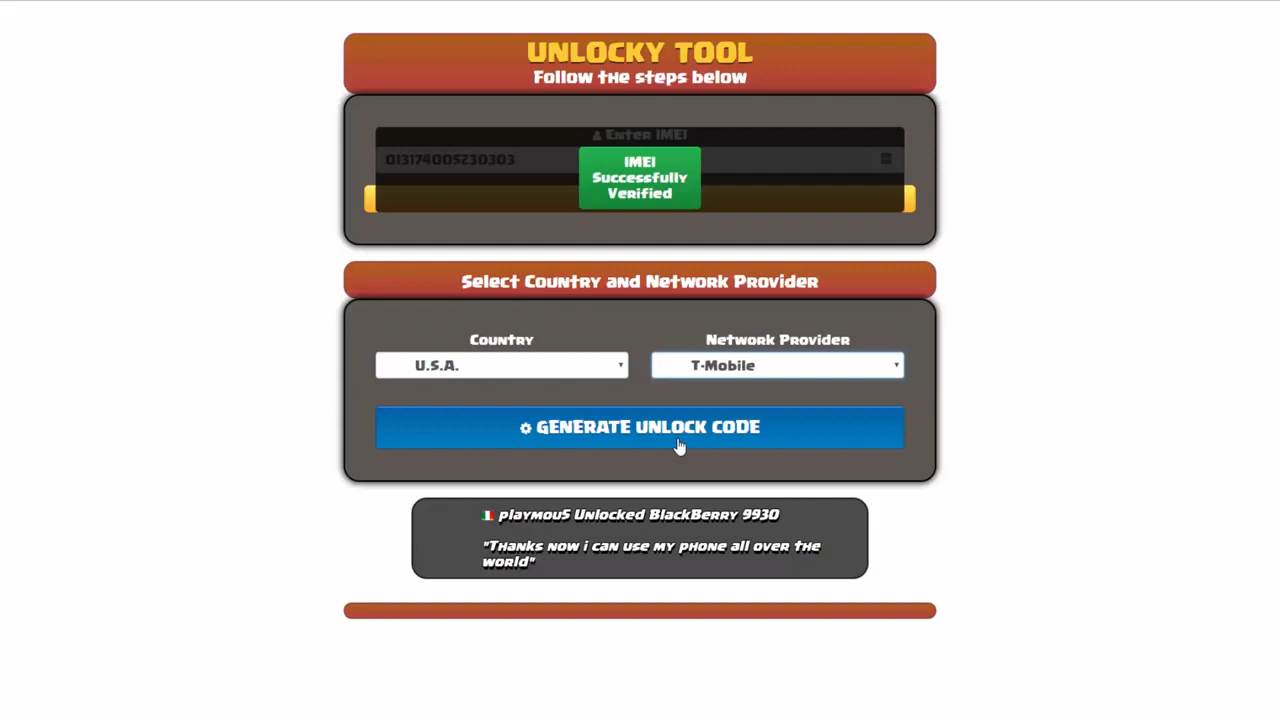 UNLOCKY TOOL
Follow the steps below
Enter IMEI
013174005230303
IMEI
Successfully
Verified
Select Country and Network Provider
Country
Network Provider
U.S.A.
T-Mobile
GENERATE UNLOCK CODE
playmou5 Unlocked BlackBerry 9930
"Thanks now i can use my phone all over the
world"